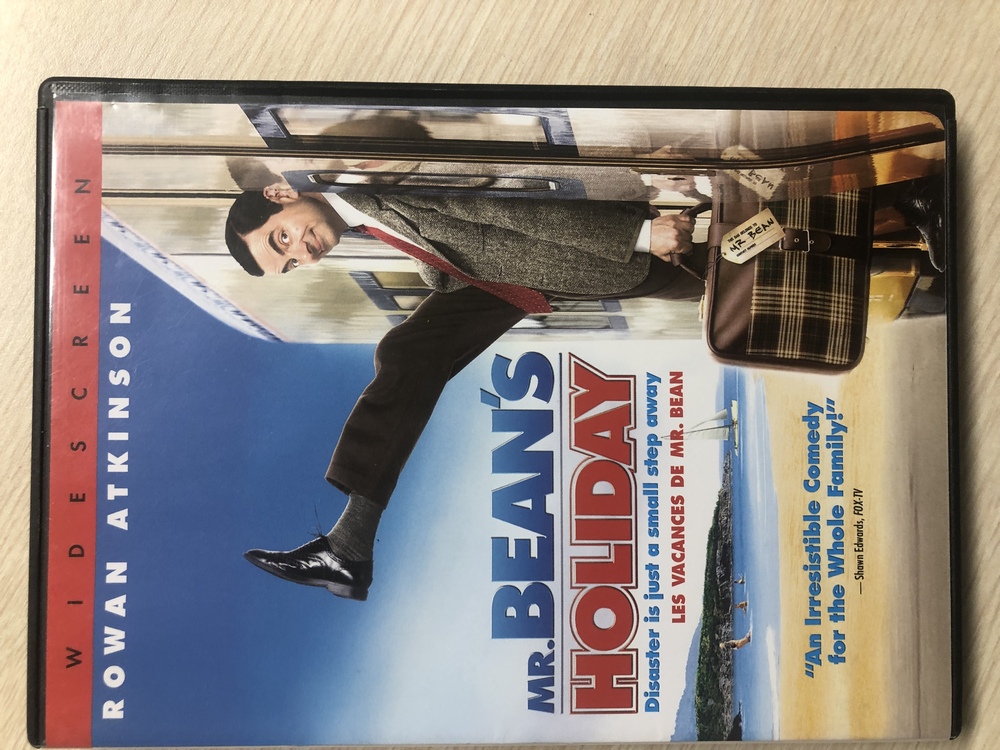 WiDESCREEN
ROWAN ATKINSON
MR. BEAN'S
HOLIDAY
Disaster is just a small step away
LES VACANCES DE MR. BEAN
MR BEAN
"An Irresistible Comedy
for the Whole Family!"
— Shawn Edwards, FOX-TV